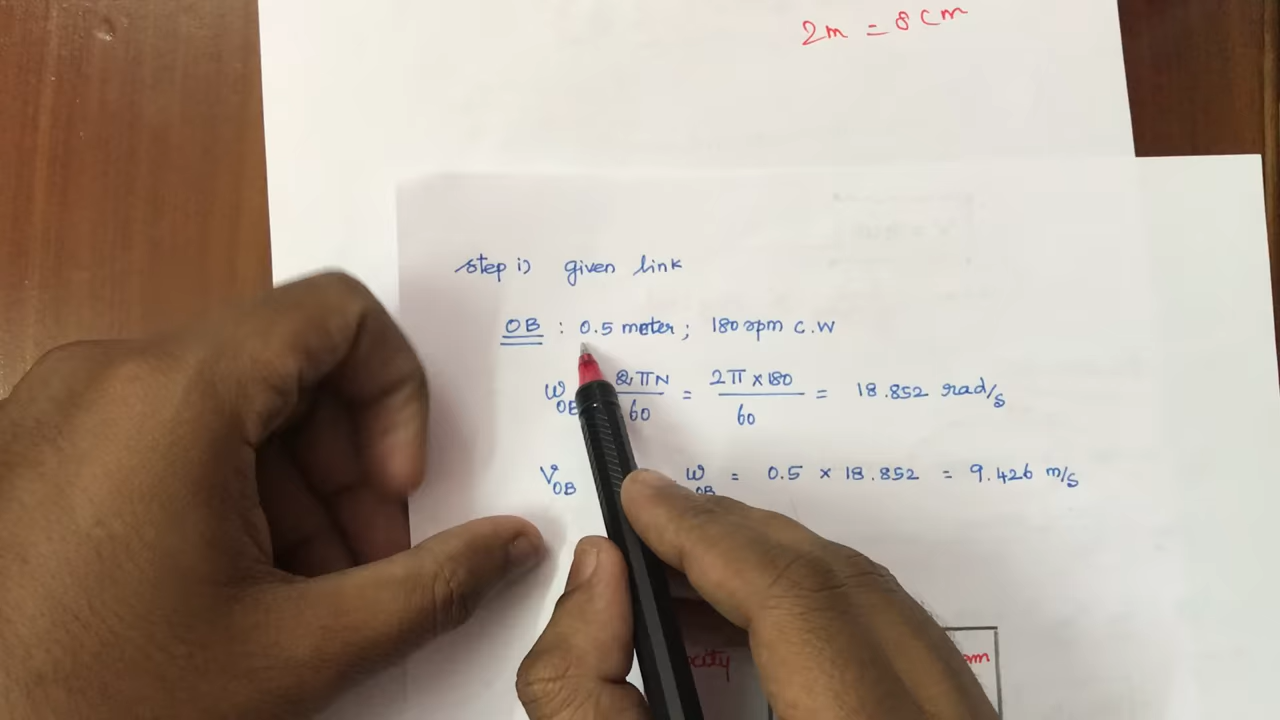 2m = 8 cm
step i) given link
OB : 0.5 meter; 180 rpm C.W
ω OB 2πN / 60 = 2π x 180 / 60 = 18.852 rad/s
V OB ω OB = 0.5 x 18.852 = 9.426 m/s